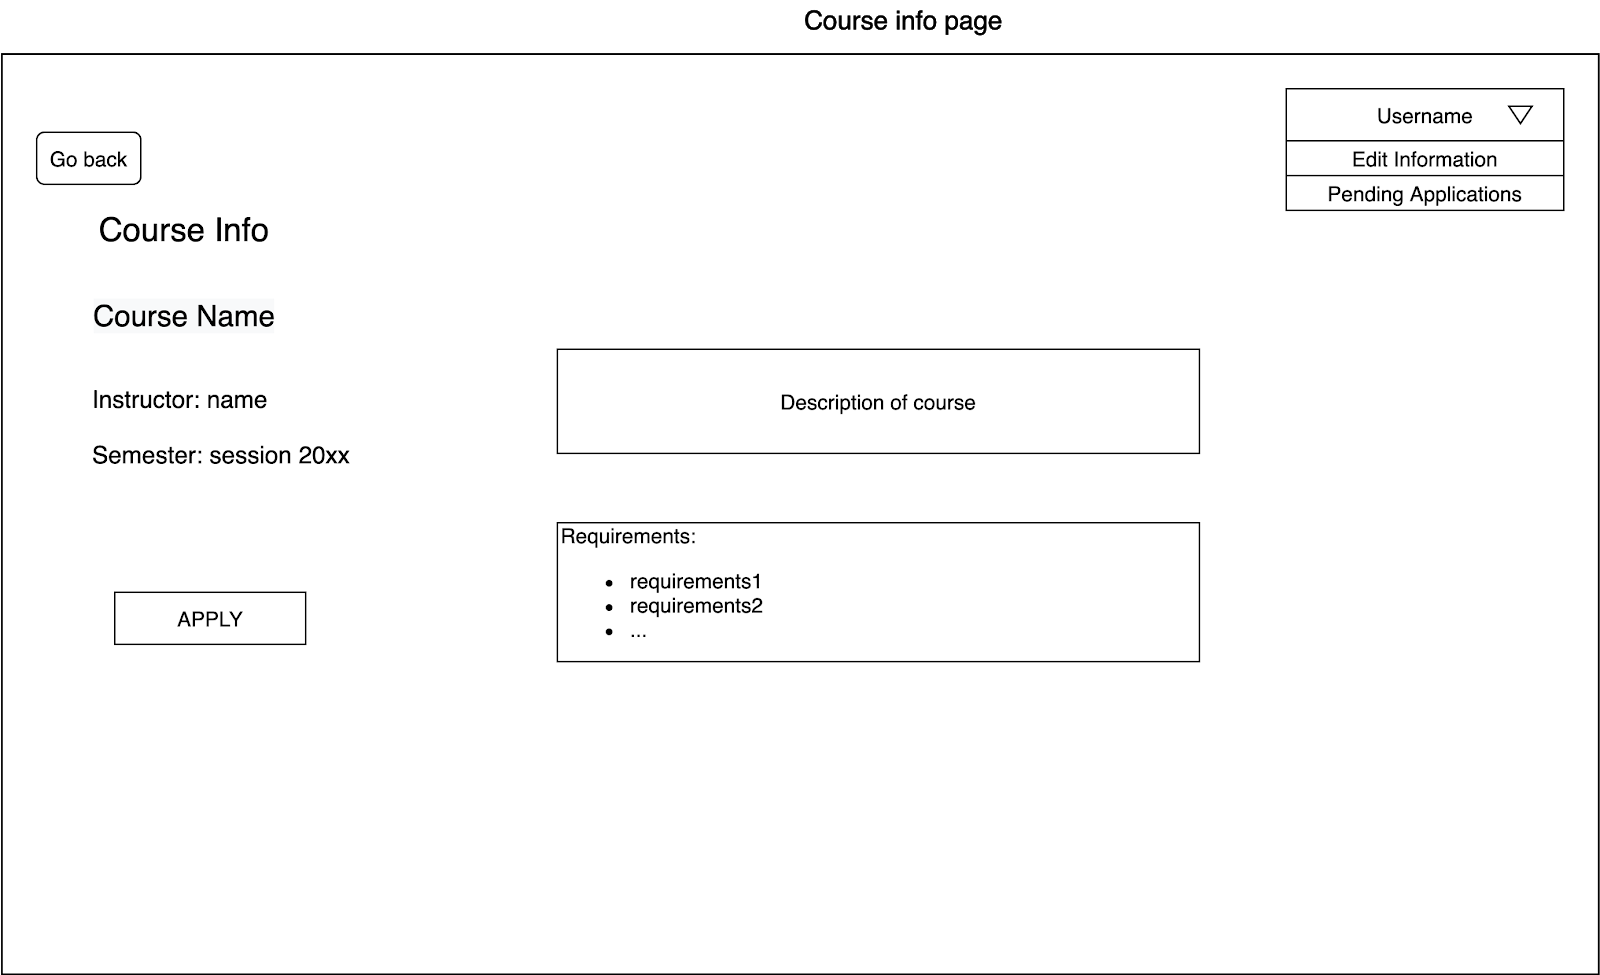 Course info page
Username
Go back
Edit Information
Pending Applications
Course Info
Course Name
Instructor: name
Description of course
Semester: session 20xx
Requirements:
requirements1
requirements2
...
APPLY